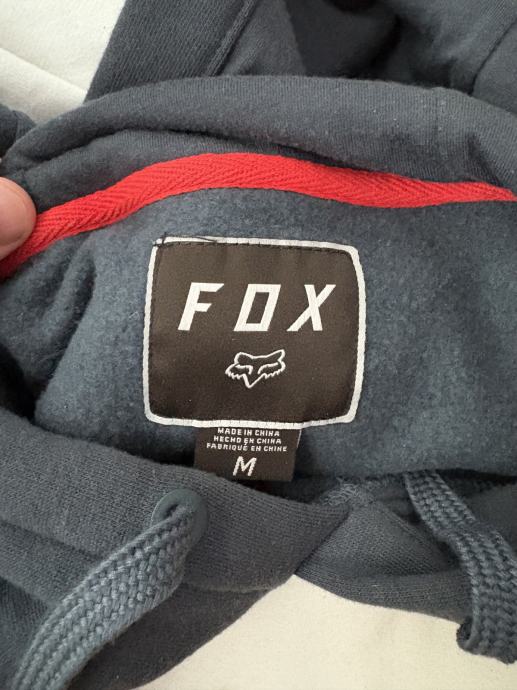 FOX
MADE IN CHINA
HECHO EN CHINA
FABRIQUÉ EN CHINE
M